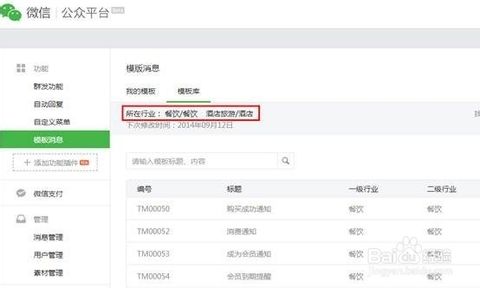 微信 | 公众平台 Beta
功能
群发功能
自动回复
自定义菜单
模板消息
+ 添加功能插件
微信支付
管理
消息管理
用户管理
素材管理
模版消息
我的模板 模板库
所在行业： 餐饮/餐饮 酒店旅游/酒店
下次修改时间：2014年09月12日
请输入模板标题、内容
编号 标题 一级行业 二级行业
TM00050 购买成功通知 餐饮 餐饮
TM00052 消费通知 餐饮 餐饮
TM00053 成为会员通知 餐饮 餐饮
TM00054 会员到期提醒 餐饮 餐饮
Baidu 经验
jingyan.baidu.com